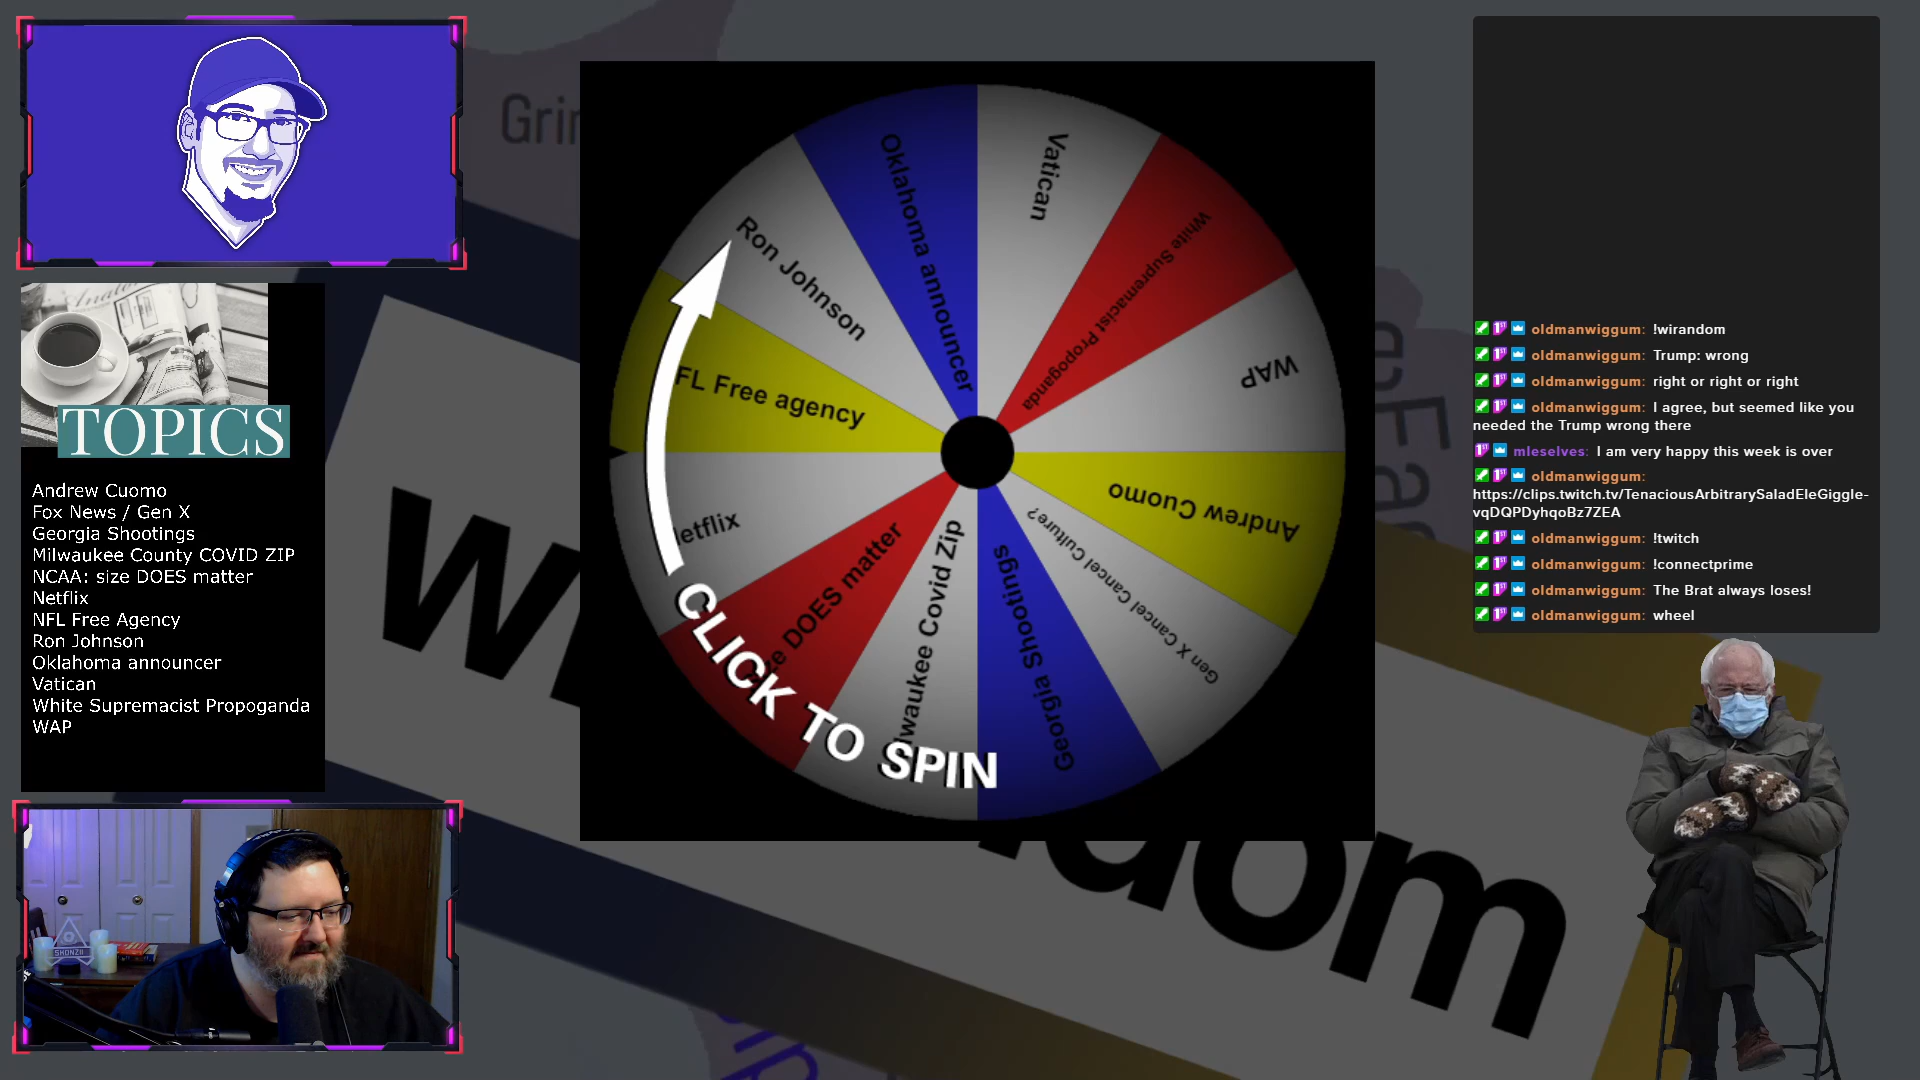 TOPICS
Andrew Cuomo
Fox News / Gen X
Georgia Shootings
Milwaukee County COVID ZIP
NCAA: size DOES matter
Netflix
NFL Free Agency
Ron Johnson
Oklahoma announcer
Vatican
White Supremacist Propoganda
WAP
Vatican
White Supremacist Propoganda
WAP
Andrew Cuomo
Gen X Cancel Culture?
Georgia Shootings
lwaukee Covid Zip
ze DOES matter
etflix
FL Free agency
Ron Johnson
Oklahoma announcer
CLICK TO SPIN
oldmanwiggum: !wirandom
oldmanwiggum: Trump: wrong
oldmanwiggum: right or right or right
oldmanwiggum: I agree, but seemed like you
needed the Trump wrong there
mleselves: I am very happy this week is over
oldmanwiggum:
https://clips.twitch.tv/TenaciousArbitrarySaladEleGiggle-
vqDQPDyhqoBz7ZEA
oldmanwiggum: !twitch
oldmanwiggum: !connectprime
oldmanwiggum: The Brat always loses!
oldmanwiggum: wheel
SKONZII